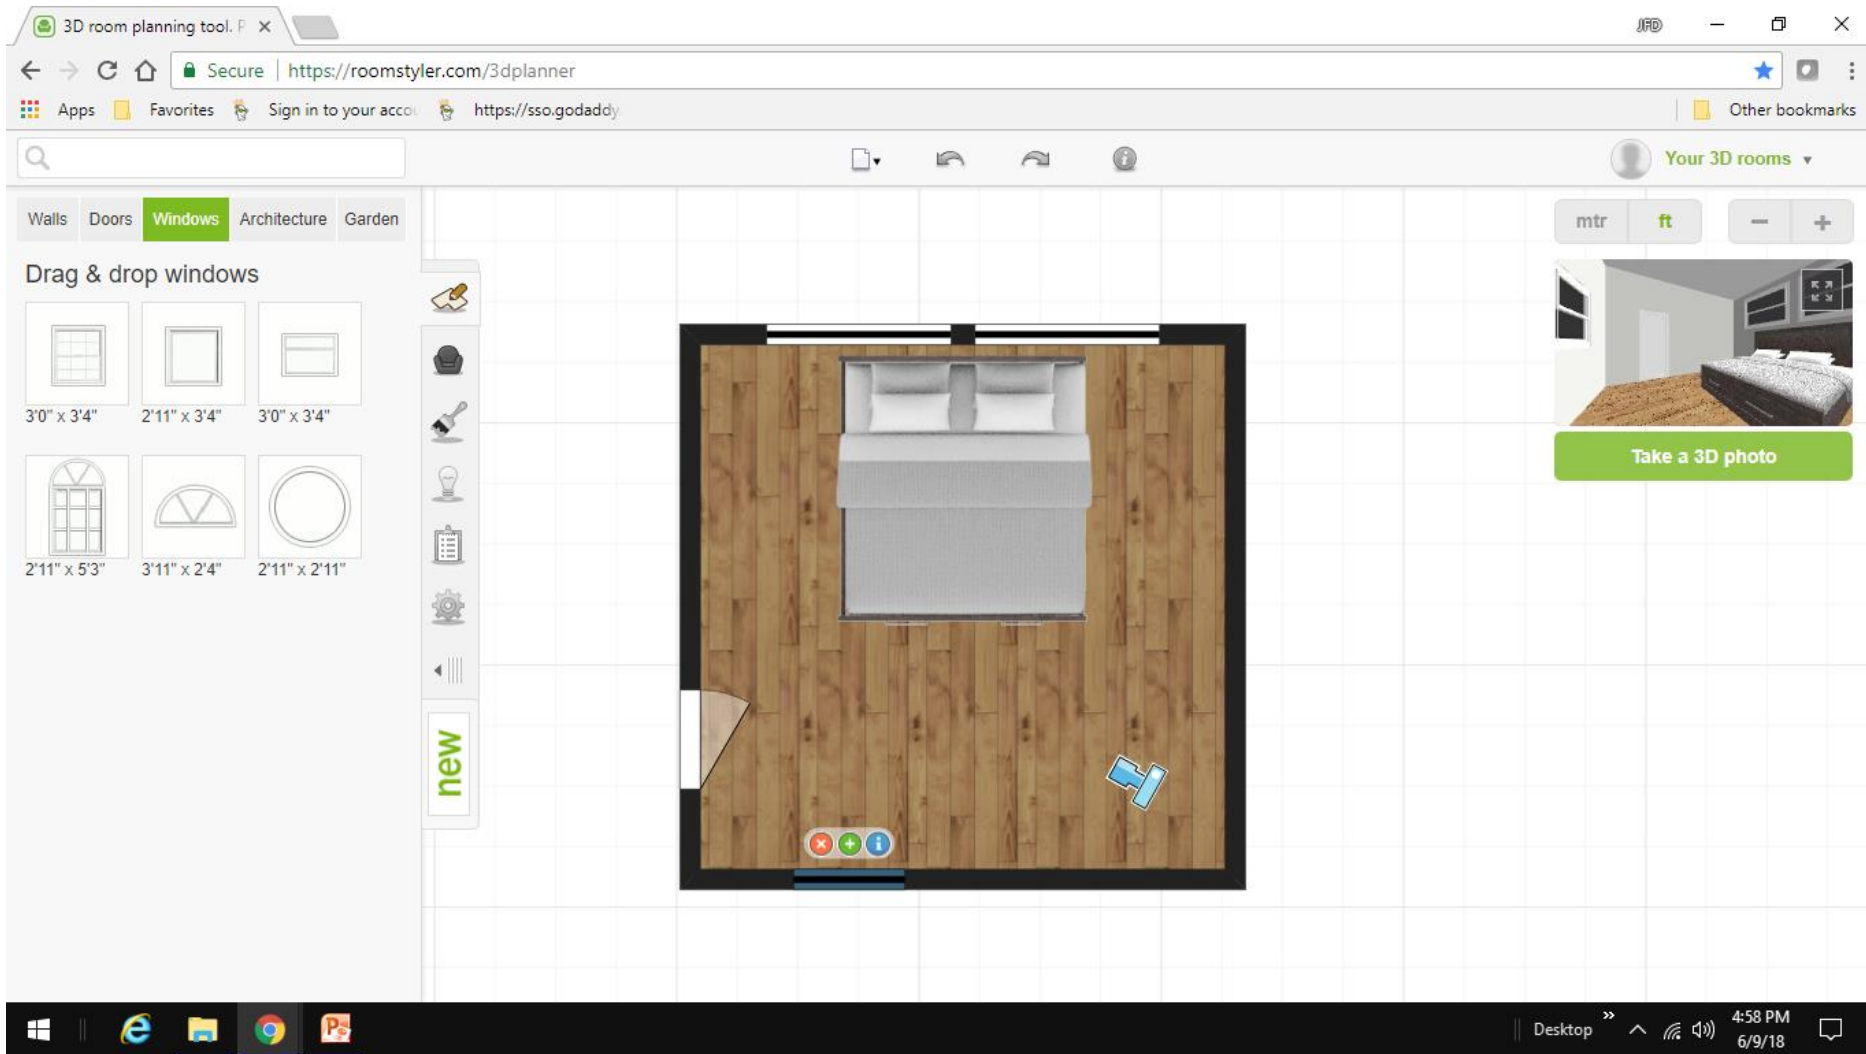 3D room planning tool. P
JFD
Secure | https://roomstyler.com/3dplanner
Apps Favorites Sign in to your acco https://sso.godaddy. Other bookmarks
Your 3D rooms
Walls Doors Windows Architecture Garden
mtr ft
Drag & drop windows
3'0" x 3'4" 2'11" x 3'4" 3'0" x 3'4"
Take a 3D photo
2'11" x 5'3" 3'11" x 2'4" 2'11" x 2'11"
new
Desktop
4:58 PM
6/9/18